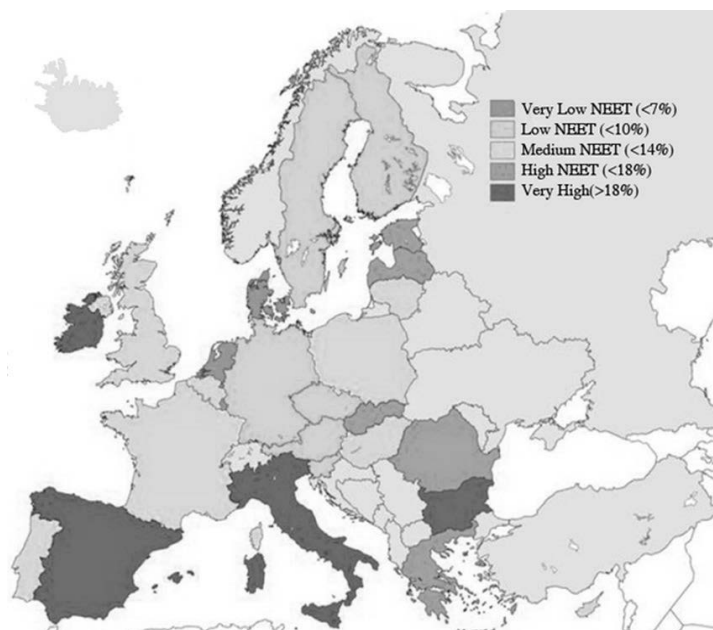 Very Low NEET (<7%)
Low NEET (<10%)
Medium NEET (<14%)
High NEET (<18%)
Very High(>18%)